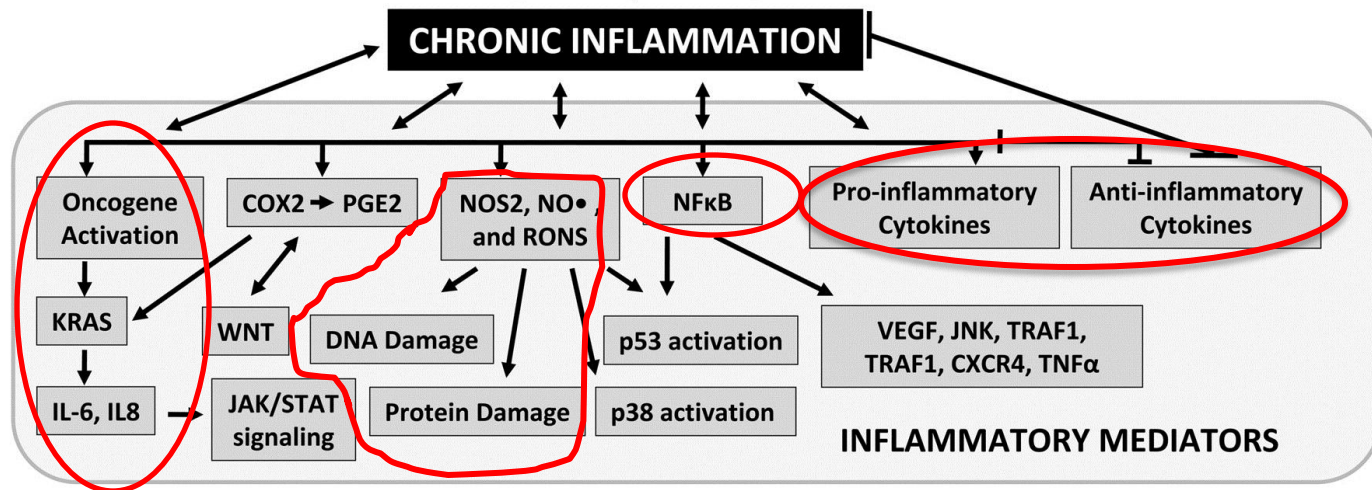 CHRONIC INFLAMMATION
Oncogene
Activation
COX2 → PGE2
NOS2, NO• ,
and RONS
NFκB
Pro-inflammatory
Cytokines
Anti-inflammatory
Cytokines
KRAS
WNT
DNA Damage
p53 activation
VEGF, JNK, TRAF1,
TRAF1, CXCR4, TNFα
IL-6, IL8
JAK/STAT
signaling
Protein Damage
p38 activation
INFLAMMATORY MEDIATORS